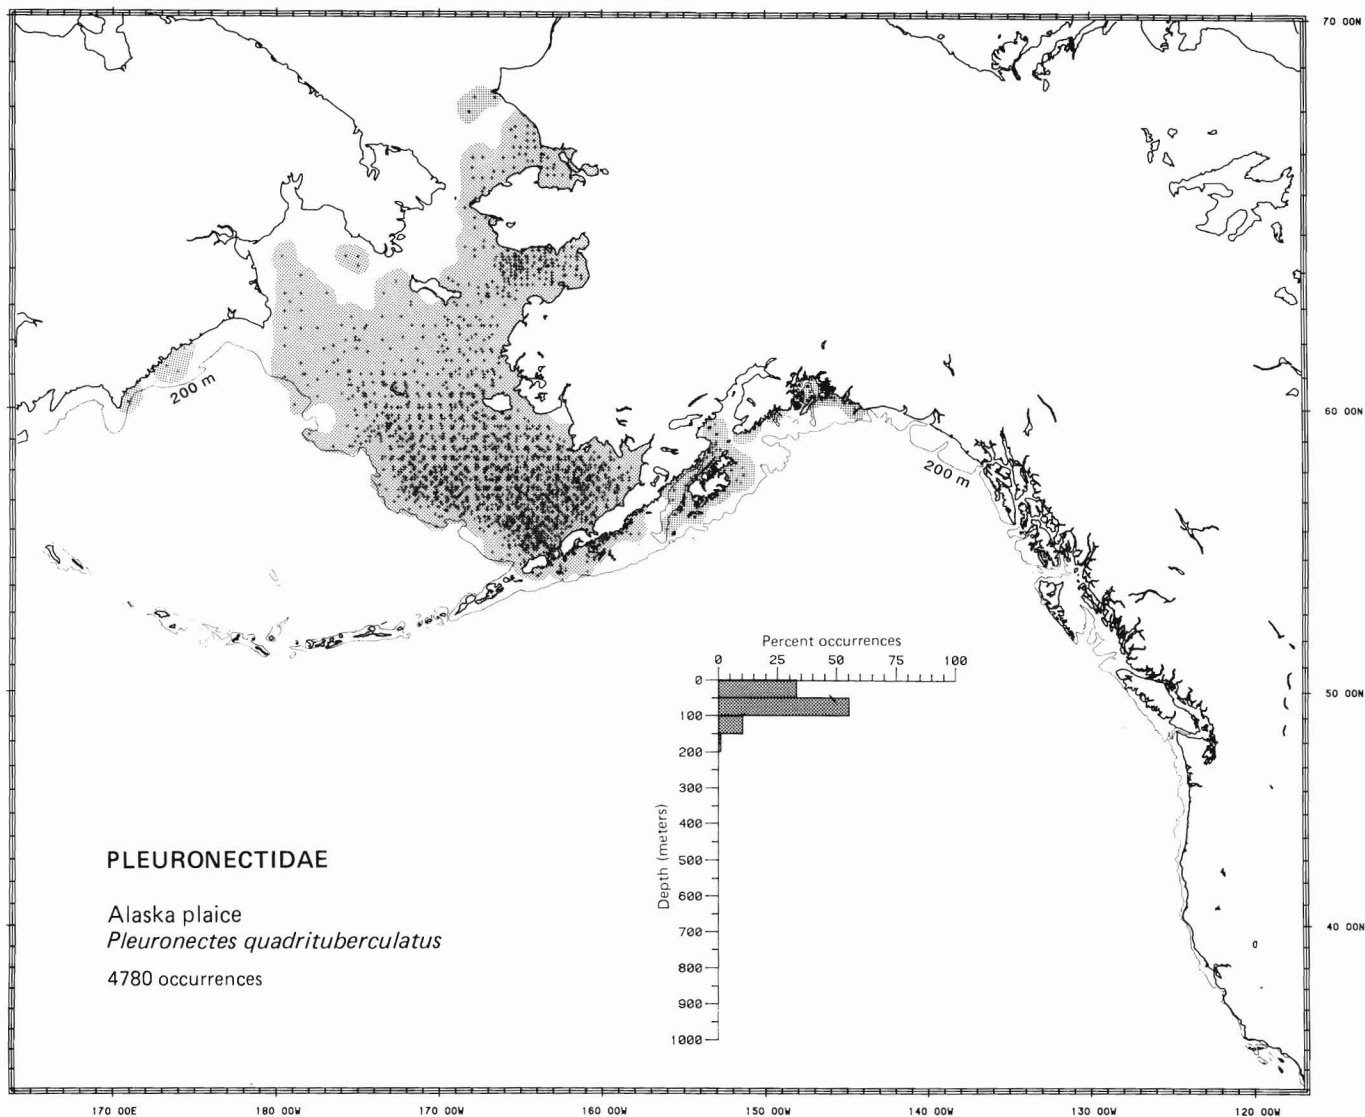 70 00N
200 m
60 00N
200 m
Percent occurrences
0 25 50 75 100
0
50 00N
100
200
300
400
500
600
700
800
900
1000
Depth (meters)
PLEURONECTIDAE
Alaska plaice
Pleuronectes quadrituberculatus
40 00N
4780 occurrences
170 00E 180 00W 170 00W 160 00W 150 00W 140 00W 130 00W 120 00W